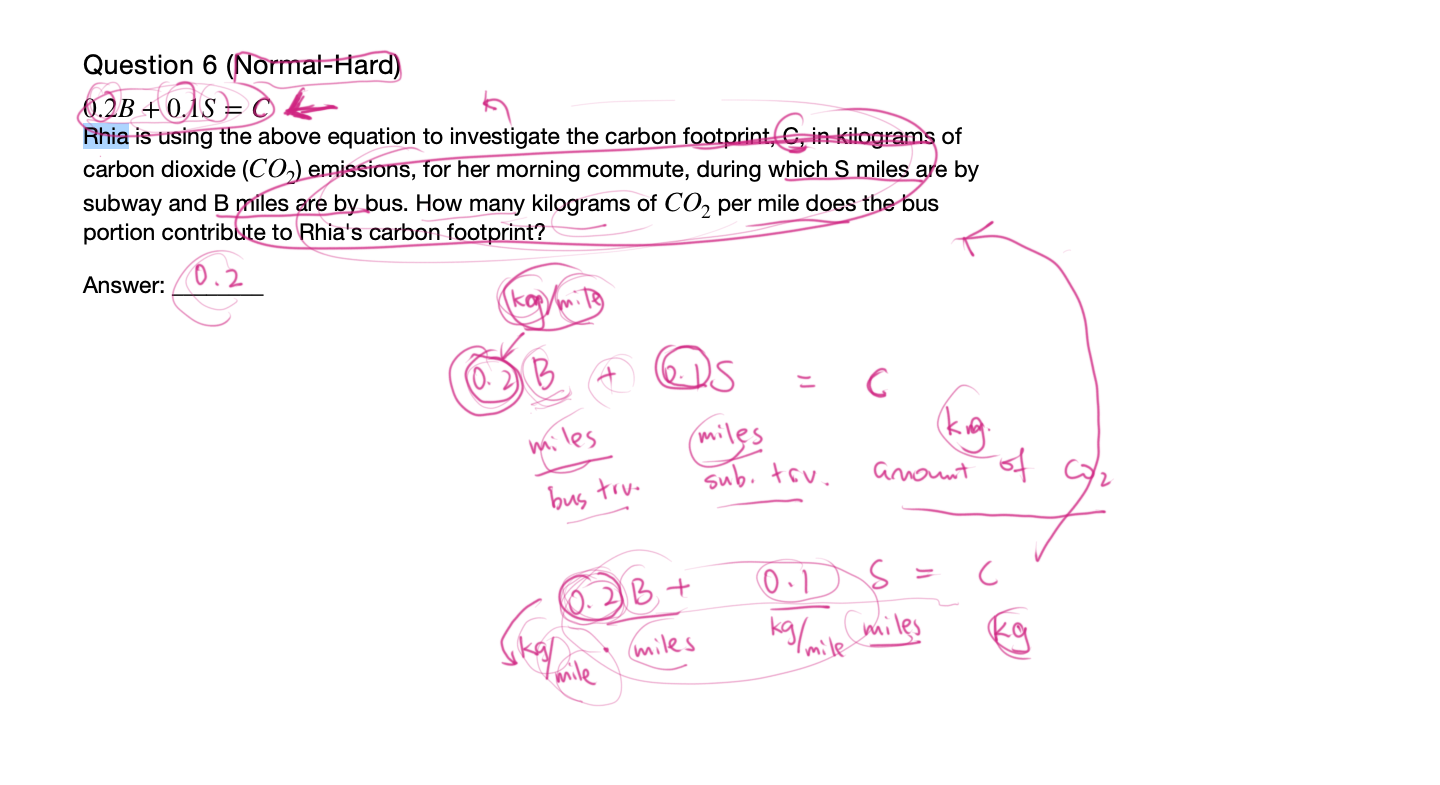 Question 6 (Normal-Hard)
0.2B + 0.1S = C
Rhia is using the above equation to investigate the carbon footprint, C, in kilograms of
carbon dioxide (CO₂) emissions, for her morning commute, during which S miles are by
subway and B miles are by bus. How many kilograms of CO₂ per mile does the bus
portion contribute to Rhia's carbon footprint?
Answer: 0.2
kg/mile
0.2 B + 0.1 S = C
miles miles kg.
bus trv. sub. trv. amount of CO₂
0.2 B + 0.1 S = C
kg/mile · miles kg/mile miles kg